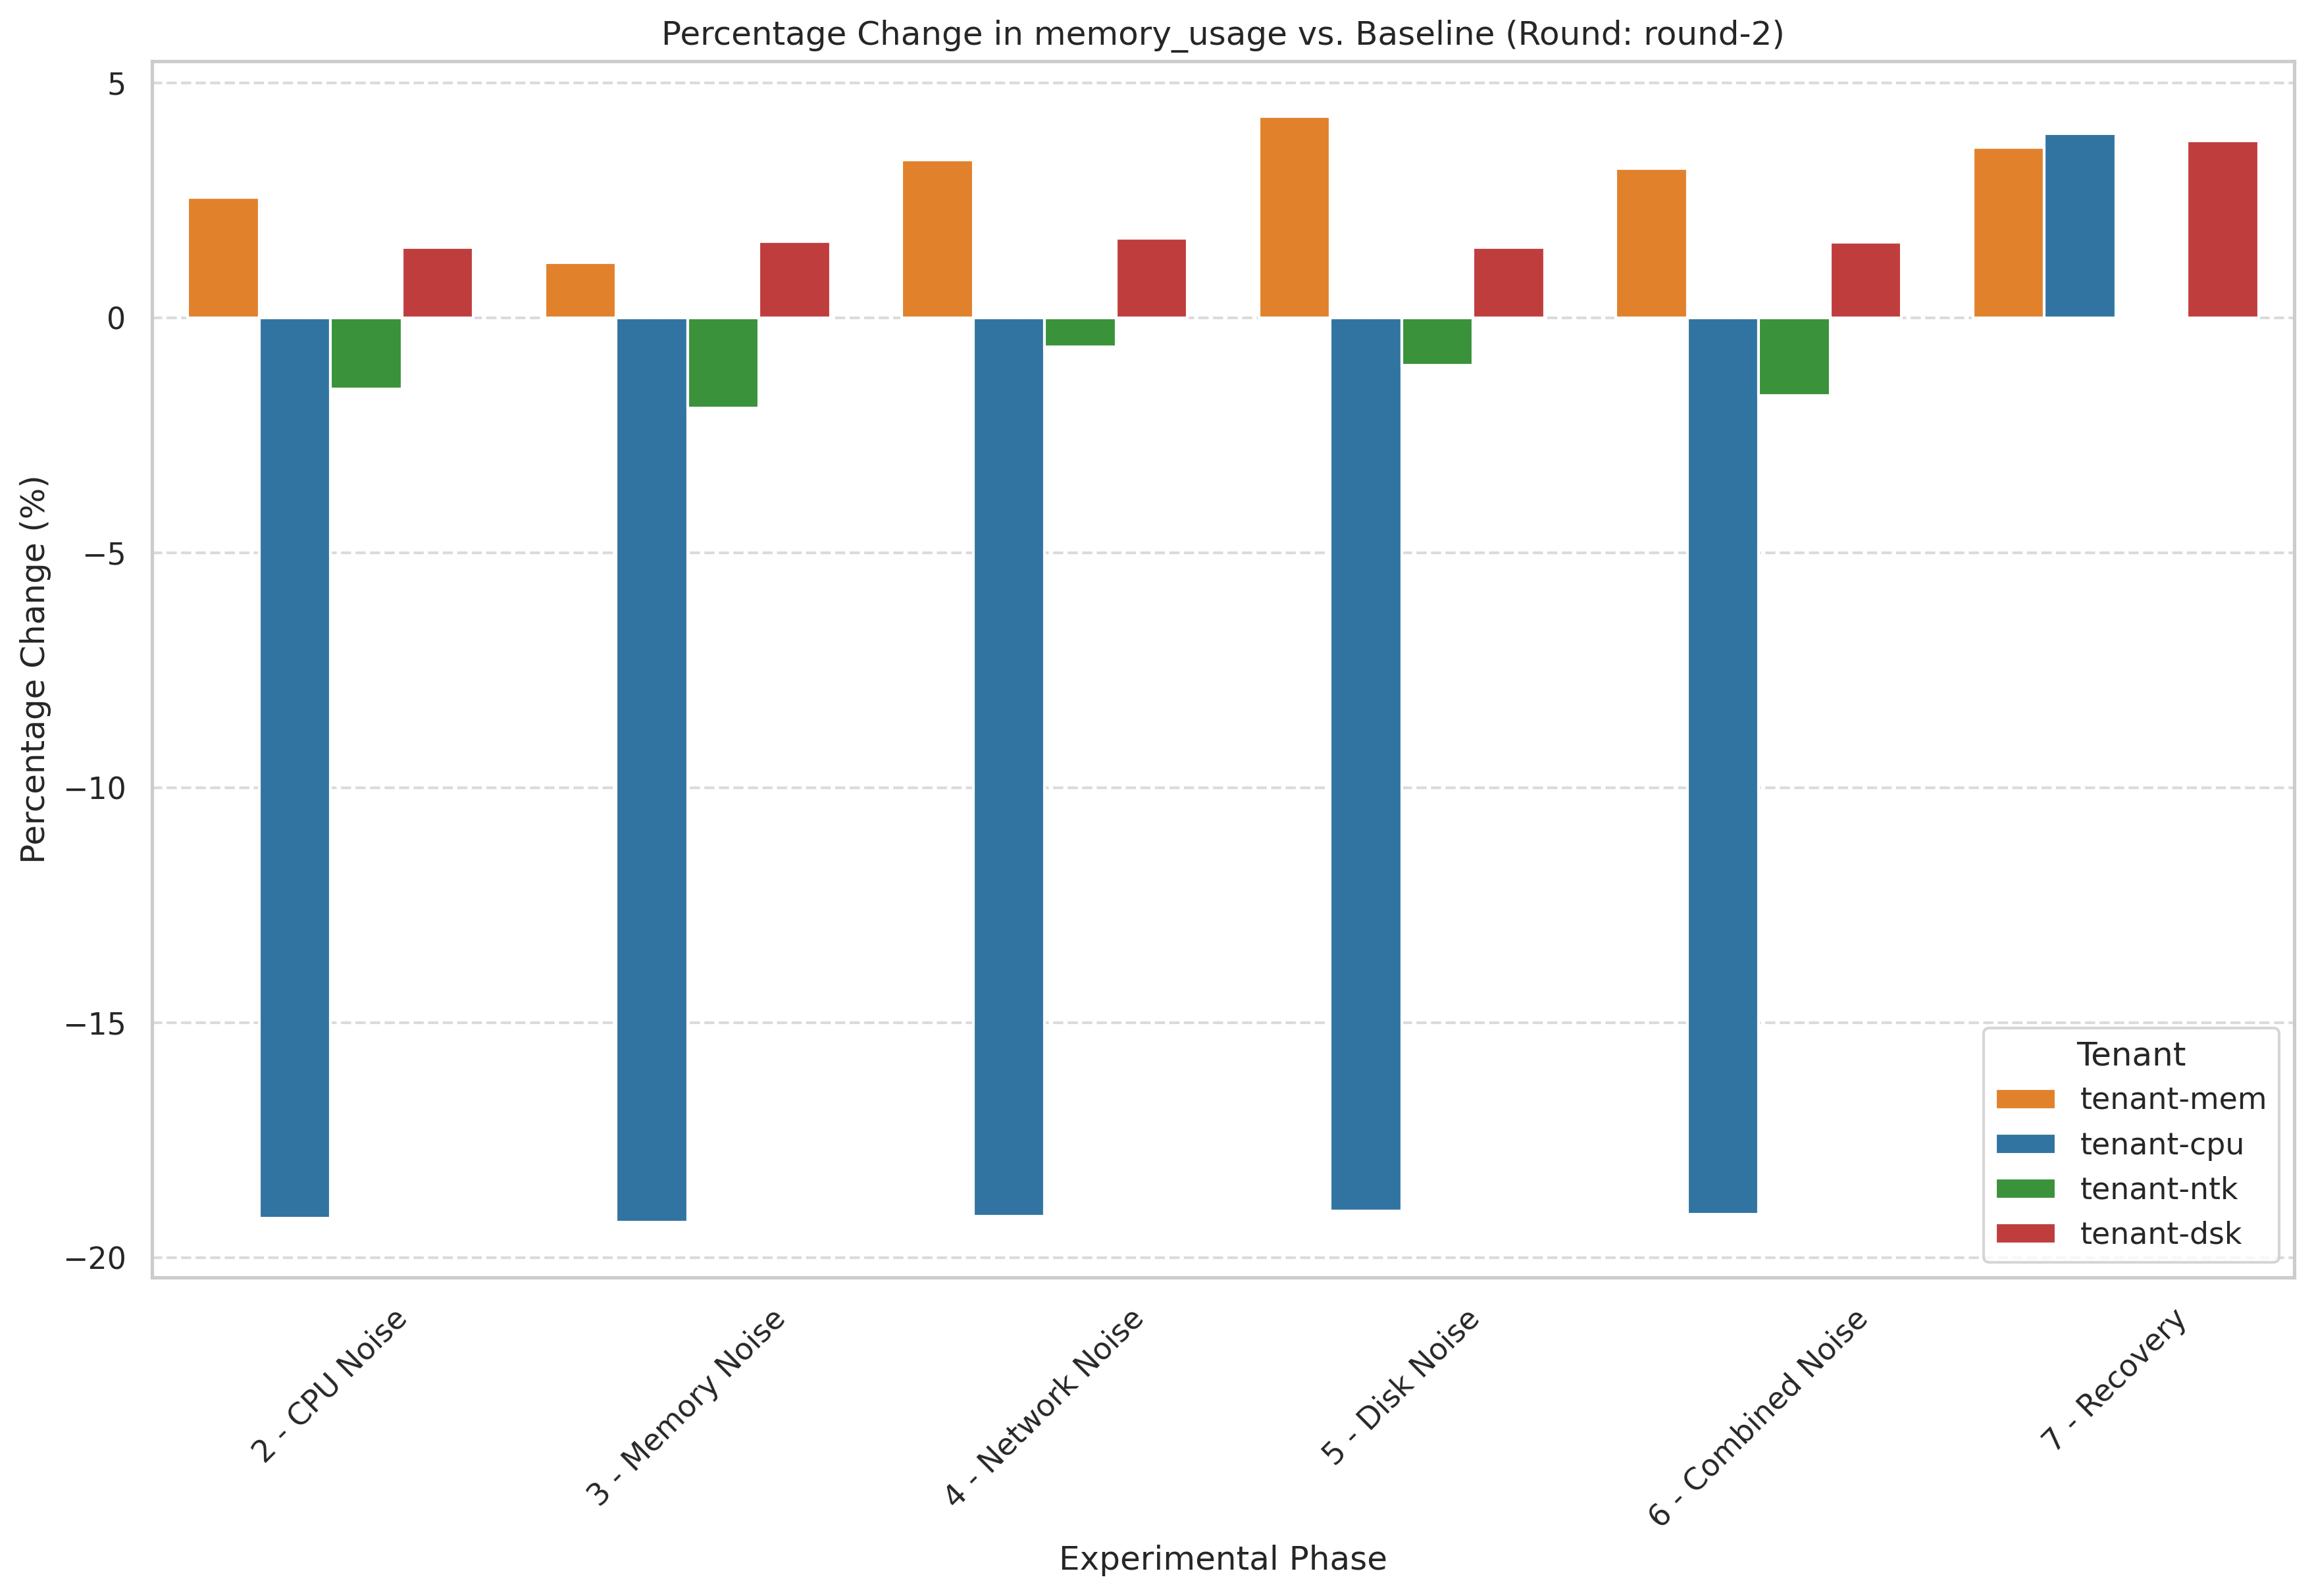 Percentage Change in memory_usage vs. Baseline (Round: round-2)
Percentage Change (%)
5
0
−5
−10
−15
−20
2 - CPU Noise
3 - Memory Noise
4 - Network Noise
5 - Disk Noise
6 - Combined Noise
7 - Recovery
Experimental Phase
Tenant
tenant-mem
tenant-cpu
tenant-ntk
tenant-dsk